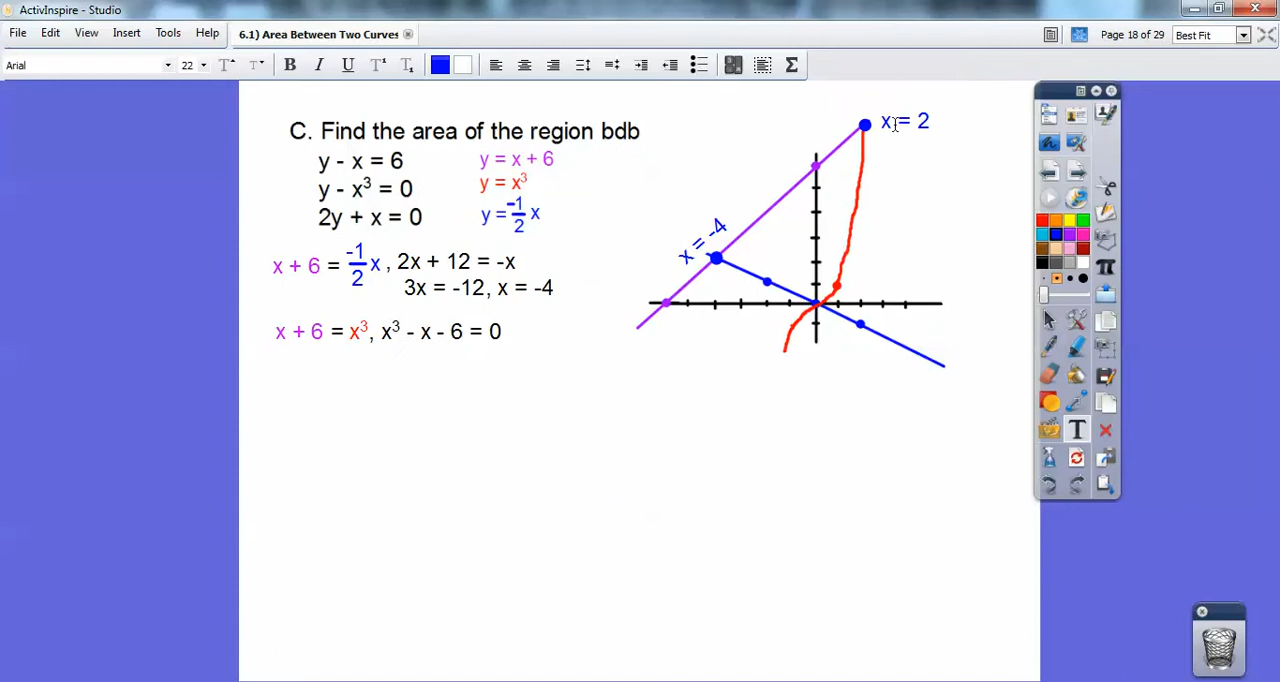 ActivInspire - Studio
File Edit View Insert Tools Help
6.1) Area Between Two Curves
Page 18 of 29
Best Fit
Arial
22
T T B I U T T Σ
C. Find the area of the region bdb
y - x = 6
y = x + 6
y - x³ = 0
y = x³
2y + x = 0
y = -1/2 x
x + 6 = -1/2 x , 2x + 12 = -x
3x = -12, x = -4
x + 6 = x³, x³ - x - 6 = 0
x = -4
x = 2
T